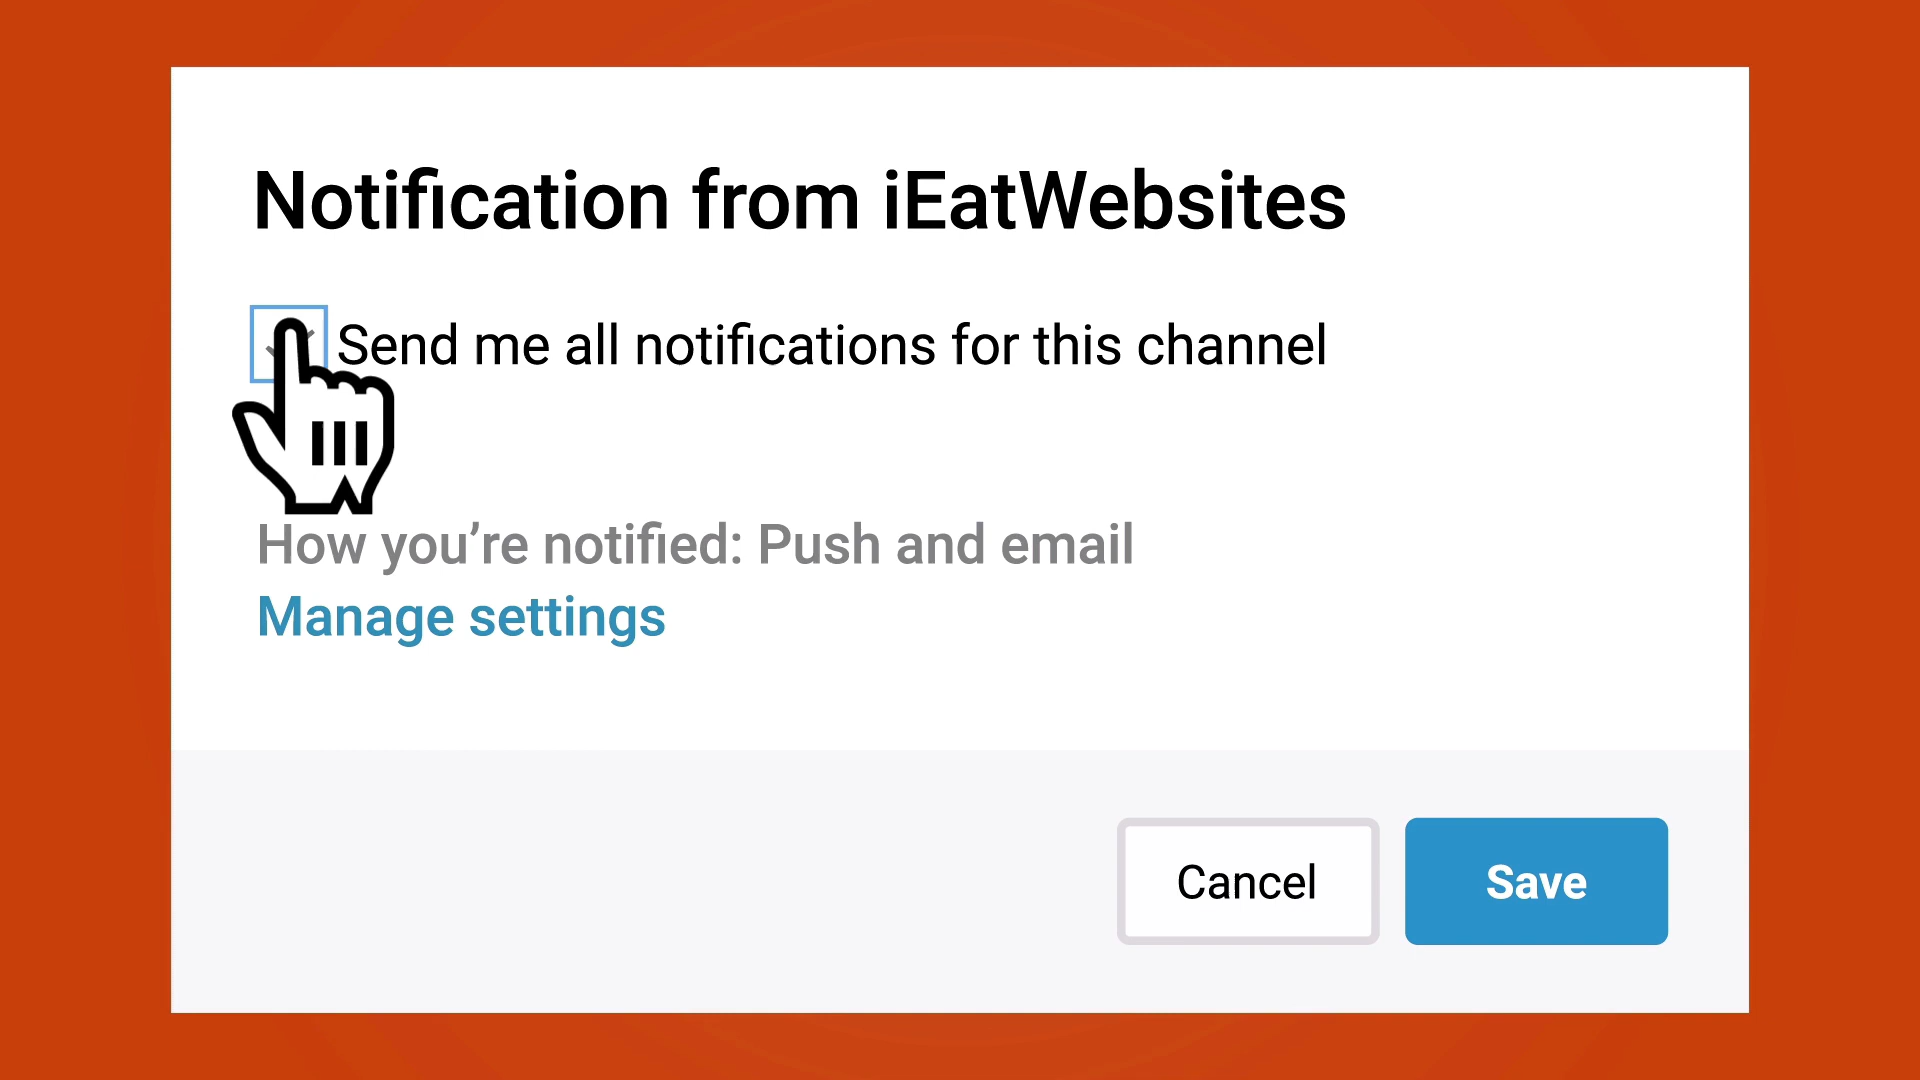 Notification from iEatWebsites
Send me all notifications for this channel
How you’re notified: Push and email
Manage settings
Cancel
Save